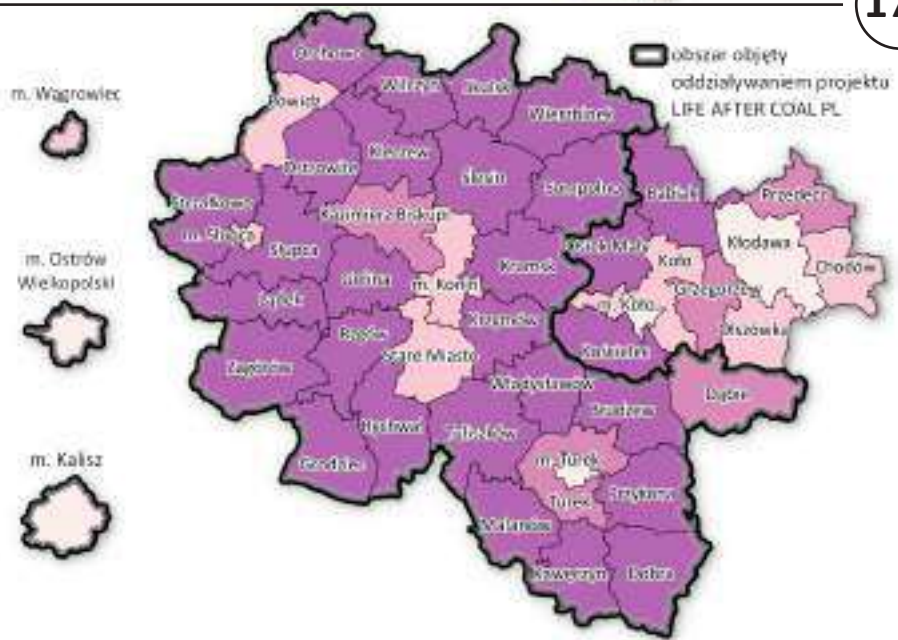 17
m. Wągrowiec
m. Ostrów
Wielkopolski
m. Kalisz
obszar objęty
oddziaływaniem projektu
LIFE AFTER COAL PL
Orchowo
Powidz
Wilczyn
Skulsk
Wierzbinek
Ostrowite
Kleczew
Ślesin
Sompolno
Babiak
Przedecz
Strzałkowo
m. Słupca
Słupca
Kazimierz Biskupi
Kłodawa
Chodów
Golina
m. Konin
Kramsk
Osiek Mały
Koło
Grzegorzew
m. Koło
Olszówka
Lądek
Rzgów
Krzymów
Kościelec
Zagórów
Stare Miasto
Władysławów
Dąbie
Grodziec
Rychwał
Tuliszków
Brudzew
m. Turek
Turek
Przykona
Malanów
Kawęczyn
Dobra